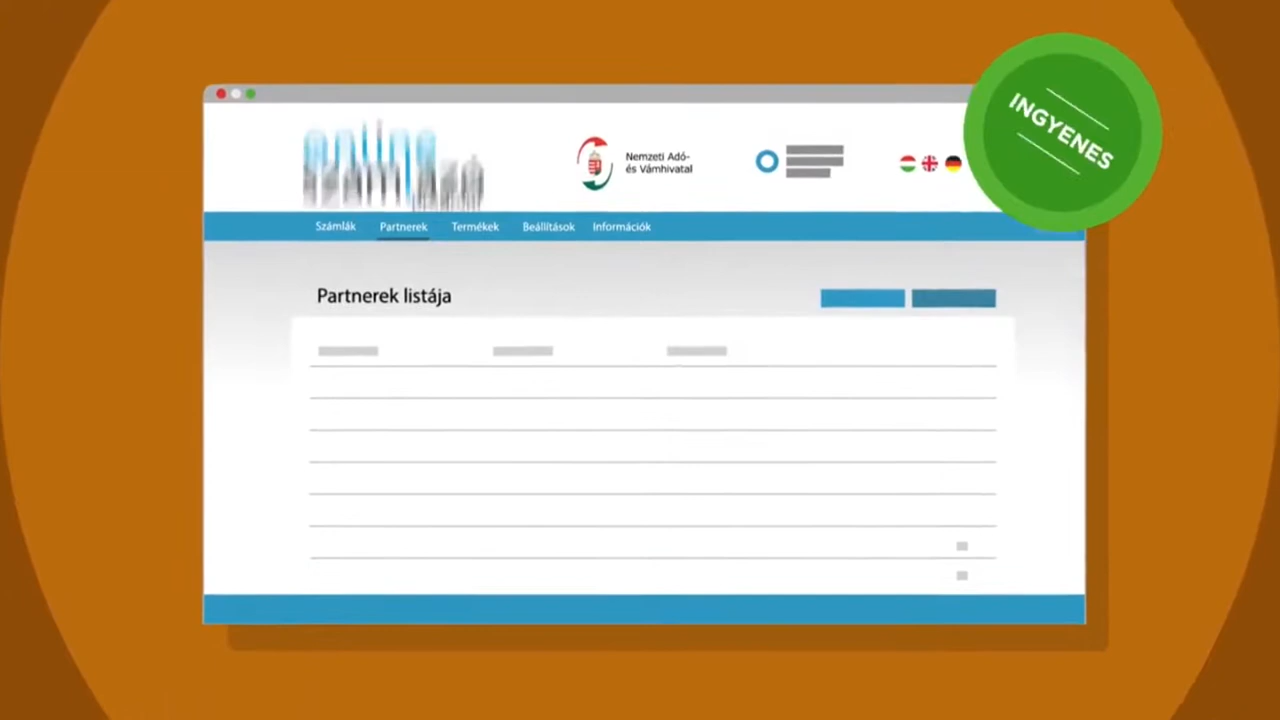 INGYENES
Nemzeti Adó-
és Vámhivatal
Számlák Partnerek Termékek Beállítások Információk
Partnerek listája